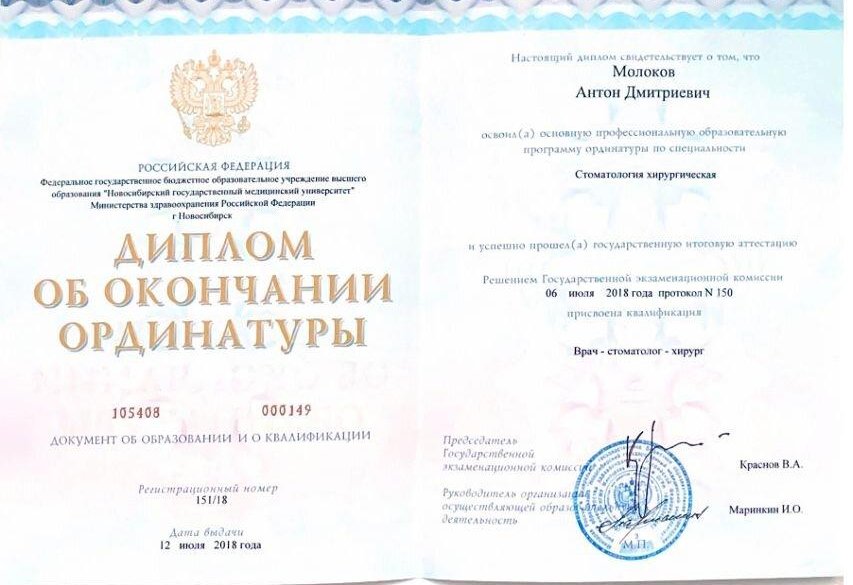 РОССИЙСКАЯ ФЕДЕРАЦИЯ
Федеральное государственное бюджетное образовательное учреждение высшего
образования "Новосибирский государственный медицинский университет"
Министерства здравоохранения Российской Федерации
г Новосибирск
ДИПЛОМ
ОБ ОКОНЧАНИИ
ОРДИНАТУРЫ
105408 000149
ДОКУМЕНТ ОБ ОБРАЗОВАНИИ И О КВАЛИФИКАЦИИ
Регистрационный номер
151/18
Дата выдачи
12 июля 2018 года
Настоящий диплом свидетельствует о том, что
Молоков
Антон Дмитриевич
освоил(а) основную профессиональную образовательную
программу ординатуры по специальности
Стоматология хирургическая
и успешно прошел(а) государственную итоговую аттестацию
Решением Государственной экзаменационной комиссии
06 июля 2018 года протокол N 150
присвоена квалификация
Врач - стоматолог - хирург
Председатель
Государственной
экзаменационной комиссии
Краснов В.А.
Руководитель организации,
осуществляющей образовательную
деятельность
Маринкин И.О.
М.П.